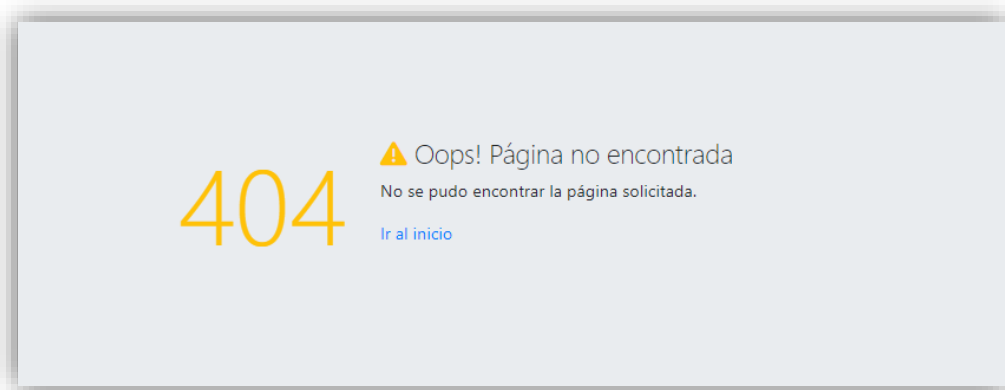 404
Oops! Página no encontrada
No se pudo encontrar la página solicitada.
Ir al inicio